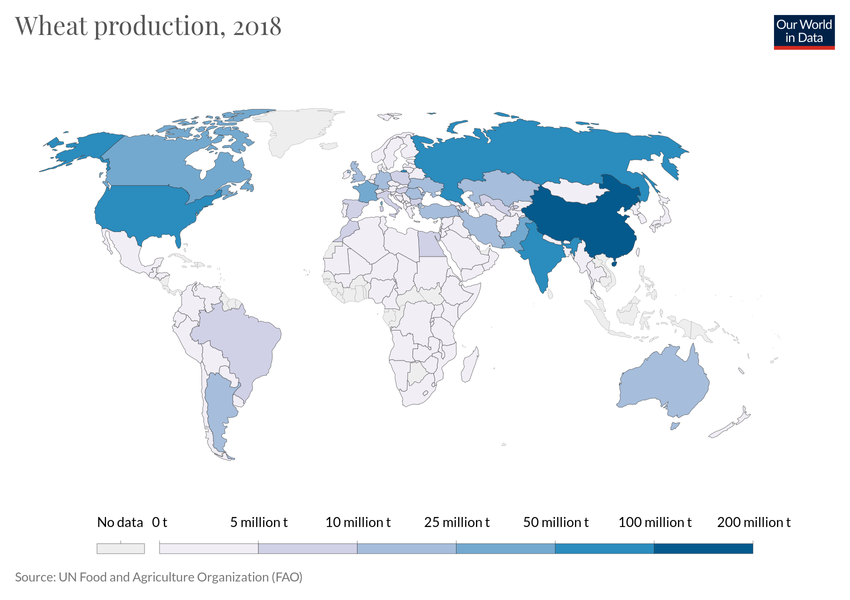 Wheat production, 2018
Our World
in Data
No data 0 t 5 million t 10 million t 25 million t 50 million t 100 million t 200 million t
Source: UN Food and Agriculture Organization (FAO)